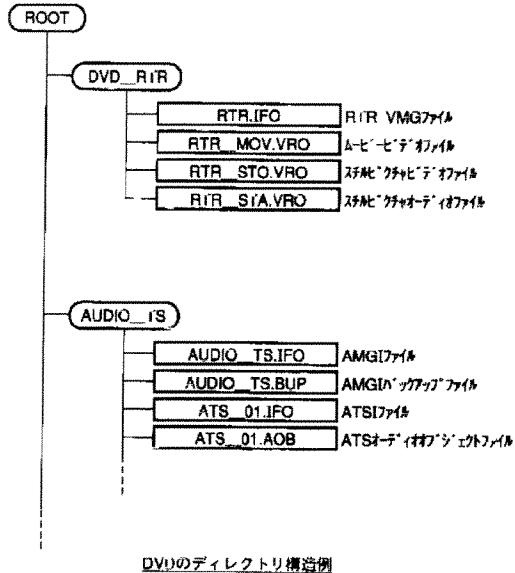 ROOT
DVD_RTR
RTR.IFO RTR VMGファイル
RTR_MOV.VRO ムービービデオファイル
RTR_STO.VRO スチルピクチャビデオファイル
RTR_STA.VRO スチルピクチャオーディオファイル
AUDIO_TS
AUDIO_TS.IFO AMGIファイル
AUDIO_TS.BUP AMGIバックアップファイル
ATS_01.IFO ATSIファイル
ATS_01.AOB ATSオーディオオブジェクトファイル
DVDのディレクトリ構造例